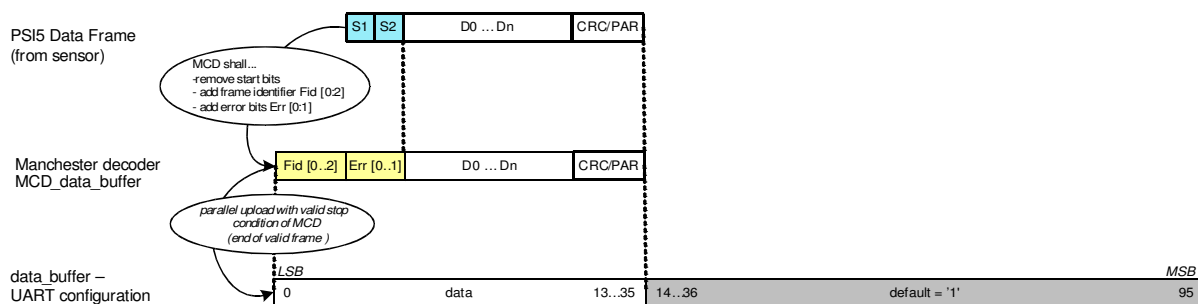 PSI5 Data Frame
(from sensor)
S1 S2 D0 ... Dn CRC/PAR
MCD shall...
-remove start bits
- add frame identifier Fid [0:2]
- add error bits Err [0:1]
Manchester decoder
MCD_data_buffer
Fid [0..2] Err [0..1] D0 ... Dn CRC/PAR
parallel upload with valid stop
condition of MCD
(end of valid frame )
data_buffer –
UART configuration
LSB MSB
0 data 13...35 14...36 default = '1' 95